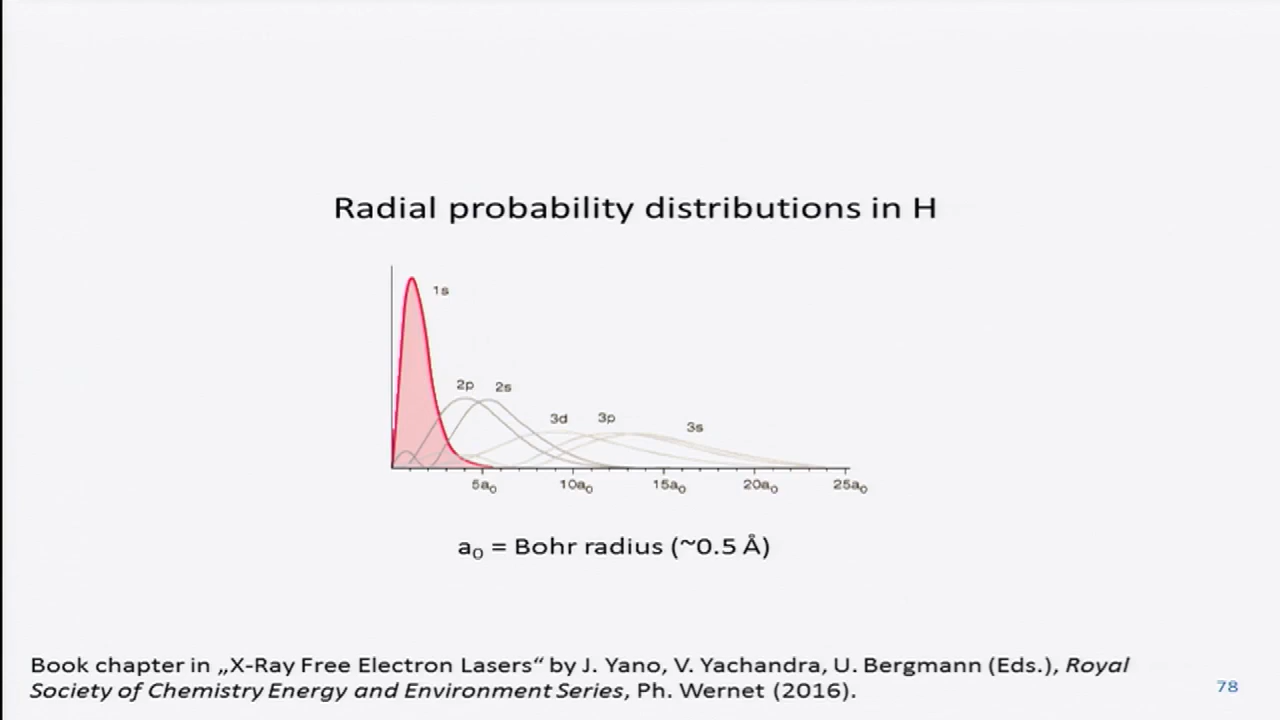 Radial probability distributions in H
1s
2p 2s
3d 3p 3s
5a₀ 10a₀ 15a₀ 20a₀ 25a₀
a₀ = Bohr radius (~0.5 Å)
Book chapter in „X-Ray Free Electron Lasers“ by J. Yano, V. Yachandra, U. Bergmann (Eds.), Royal
Society of Chemistry Energy and Environment Series, Ph. Wernet (2016).
78